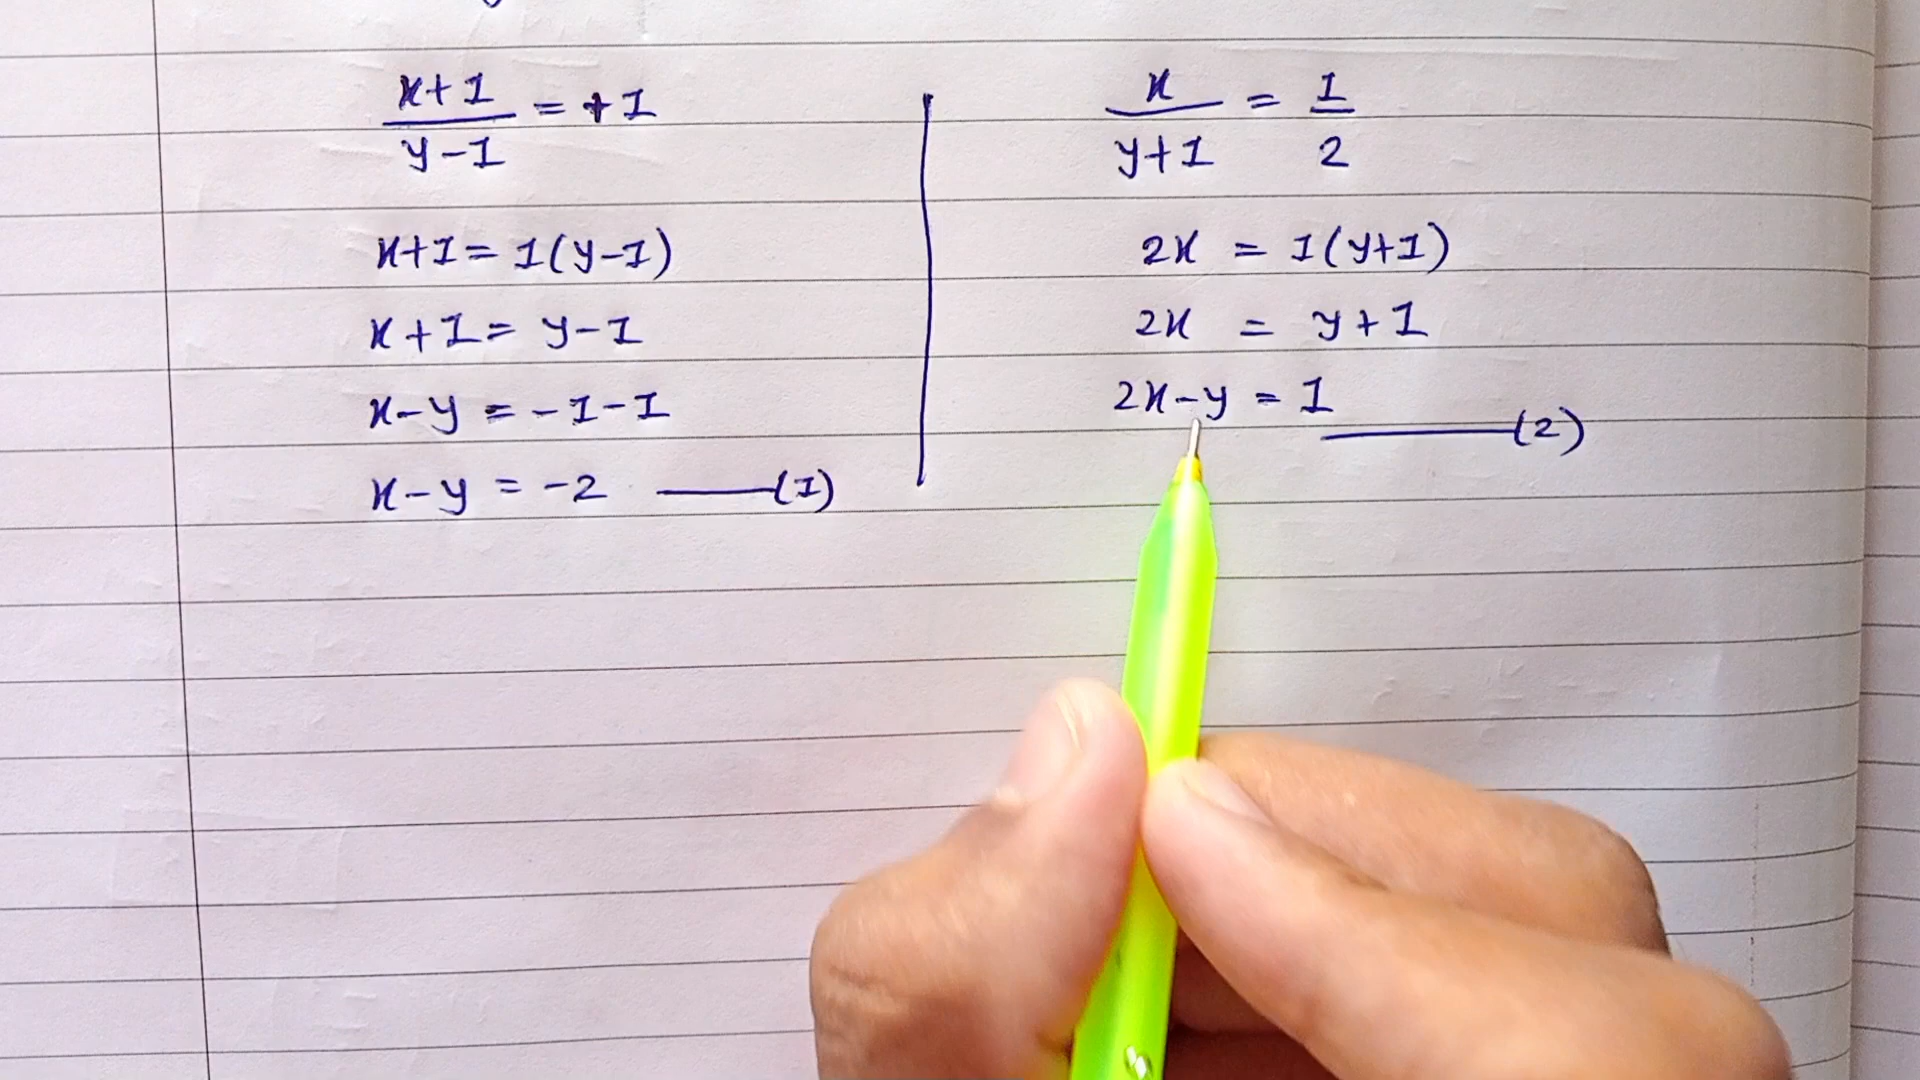 x+1
―― = +1
y-1
x+1 = 1(y-1)
x+1 = y-1
x-y = -1-1
x-y = -2 ——(1)
x
―― = 1/2
y+1
2x = 1(y+1)
2x = y+1
2x-y = 1 ——(2)